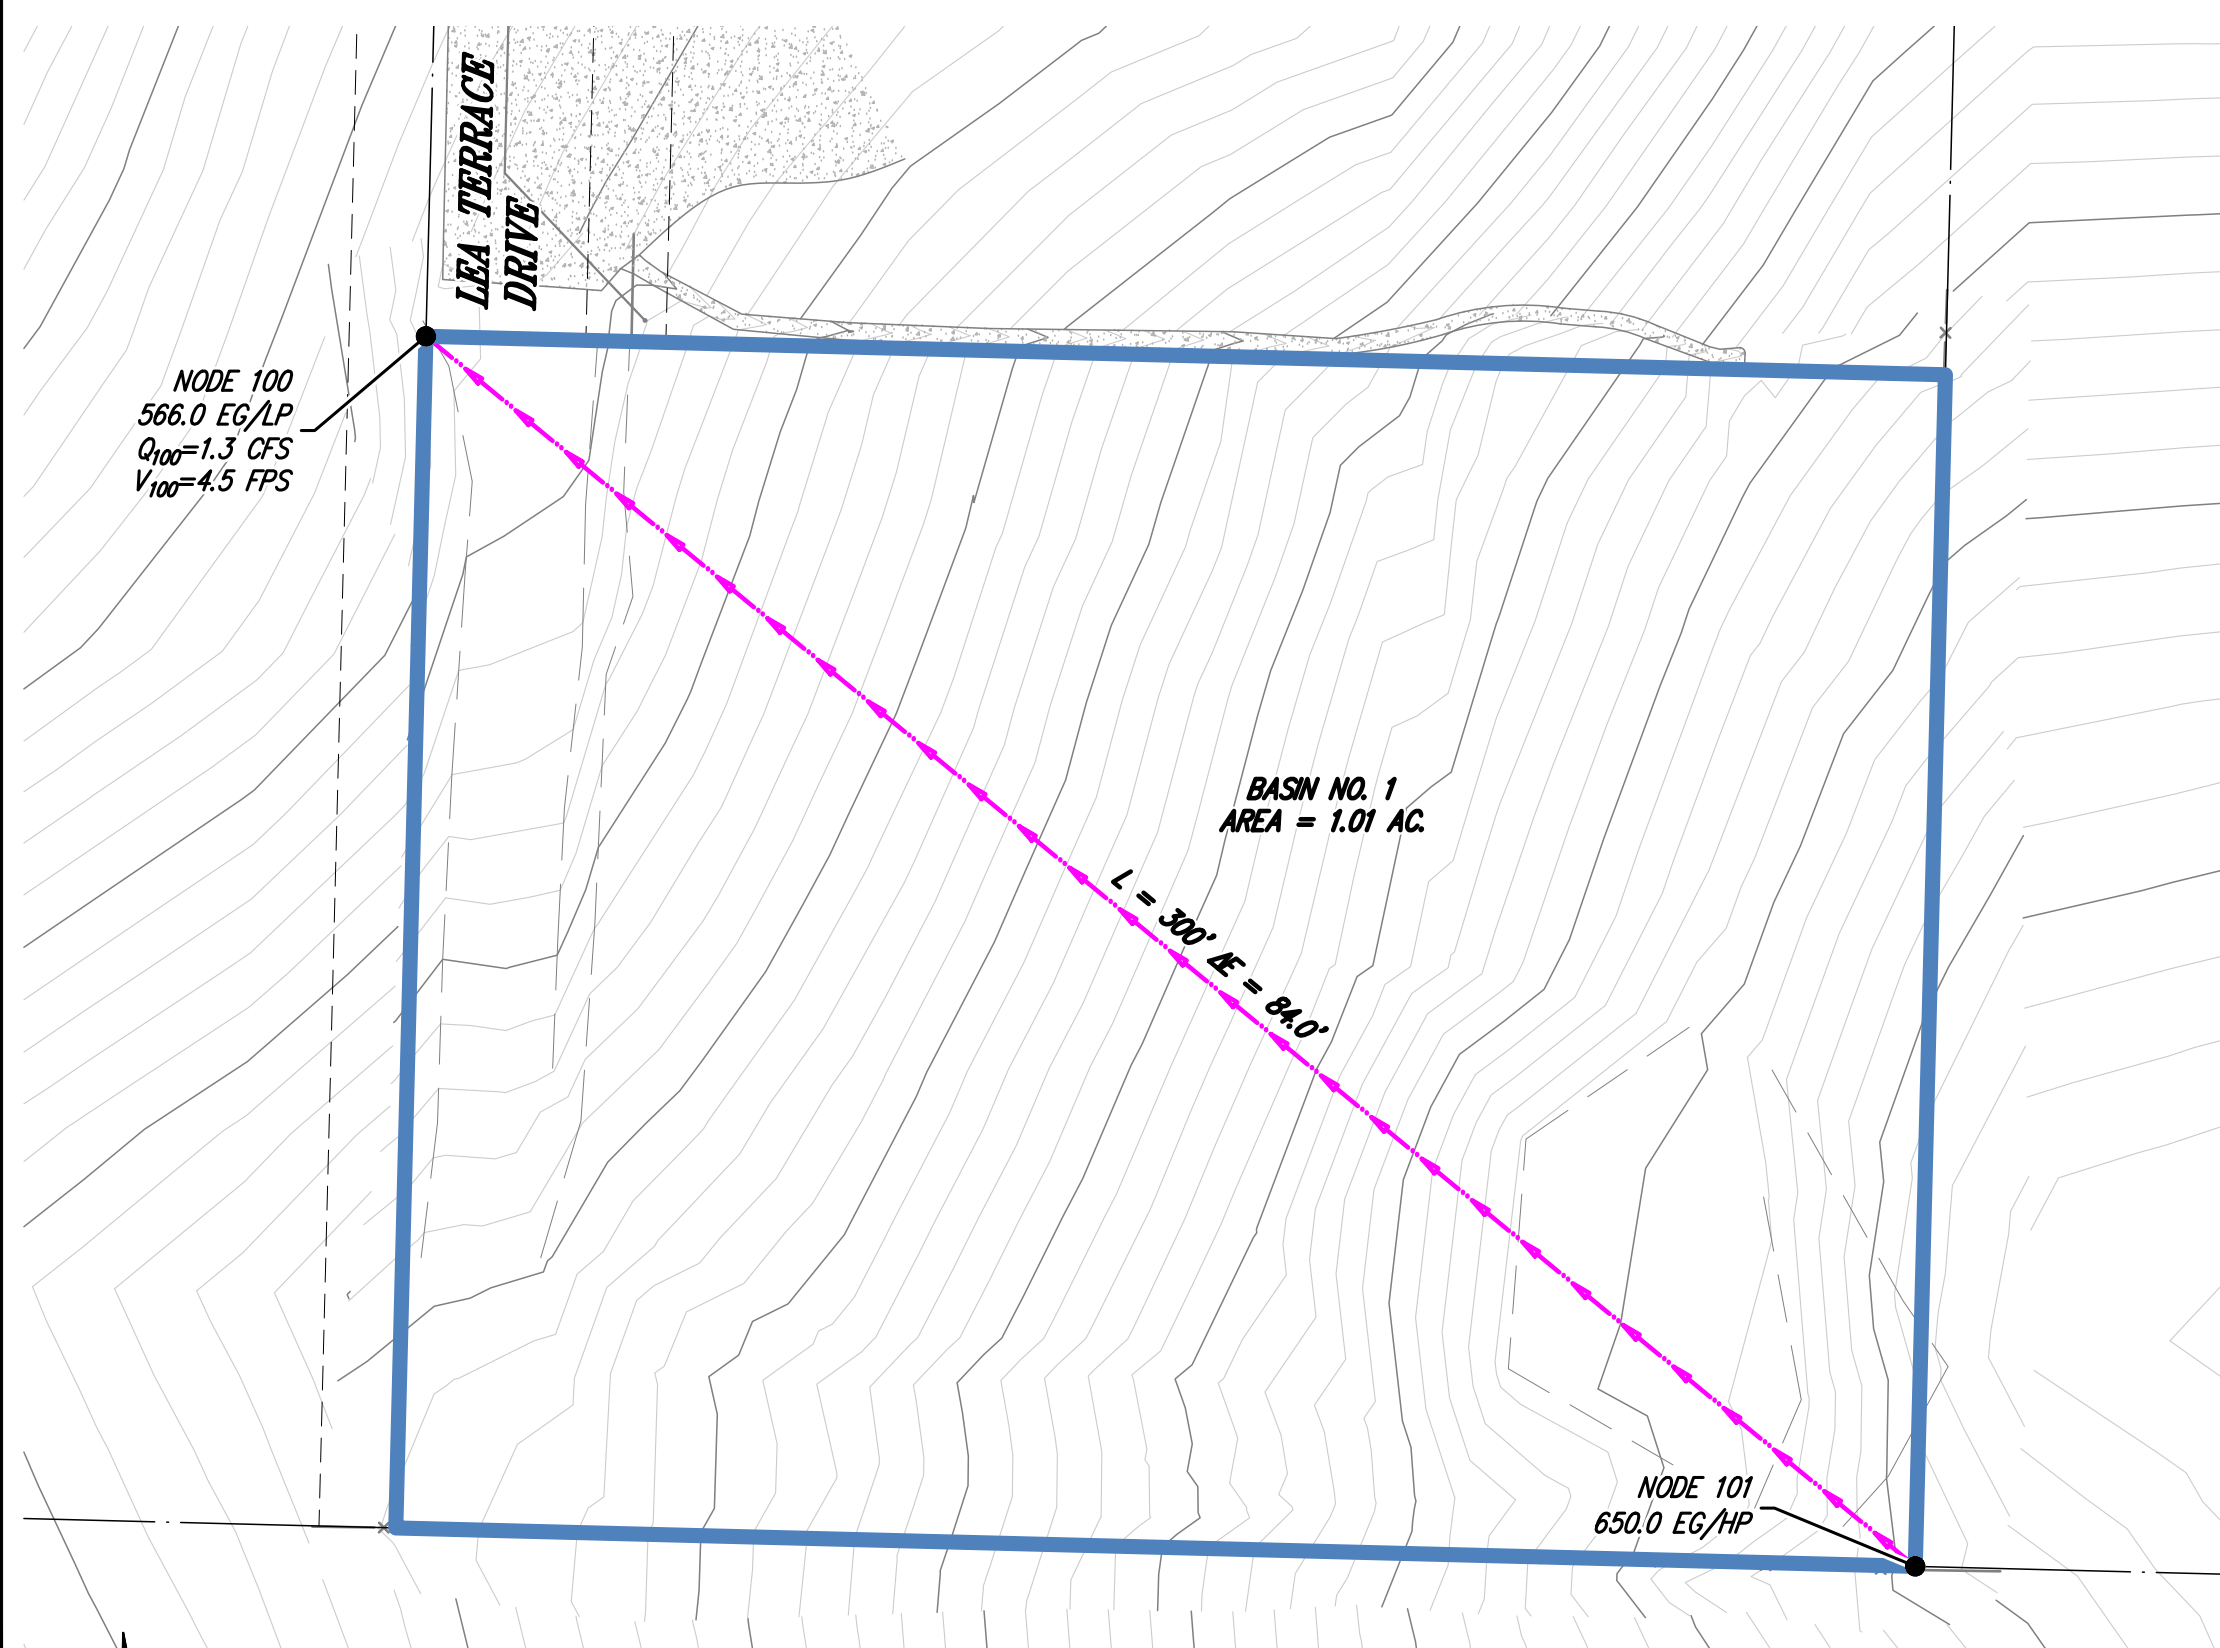 LEA TERRACE
DRIVE
NODE 100
566.0 EG/LP
Q100=1.3 CFS
V100=4.5 FPS
BASIN NO. 1
AREA = 1.01 AC.
L = 300' ΔE = 84.0'
NODE 101
650.0 EG/HP